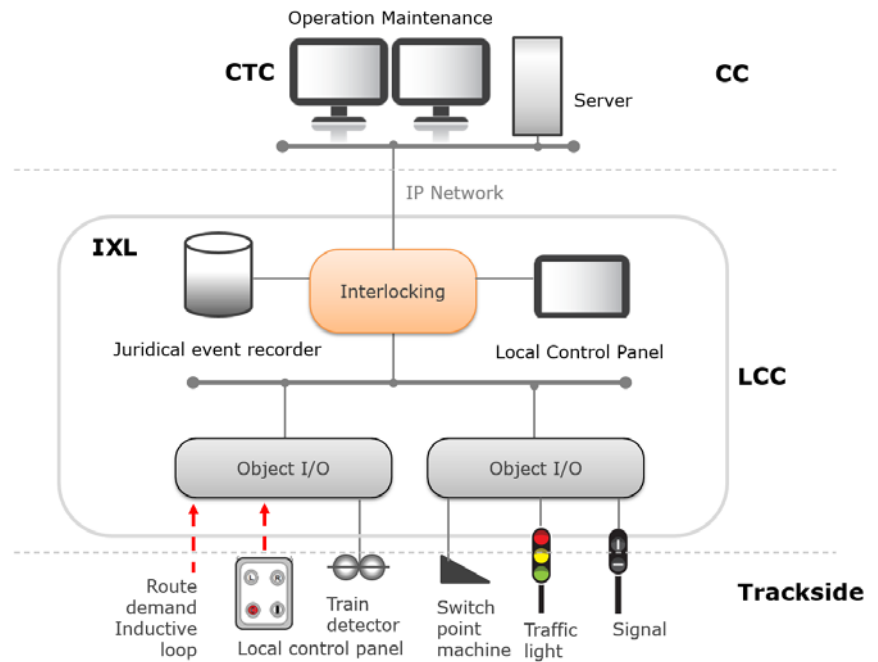 Operation Maintenance
CTC
CC
Server
IP Network
IXL
Interlocking
Juridical event recorder
Local Control Panel
LCC
Object I/O
Object I/O
L R
Route
demand
Inductive
loop
Local control panel
Train
detector
Switch
point
machine
Traffic
light
Signal
Trackside